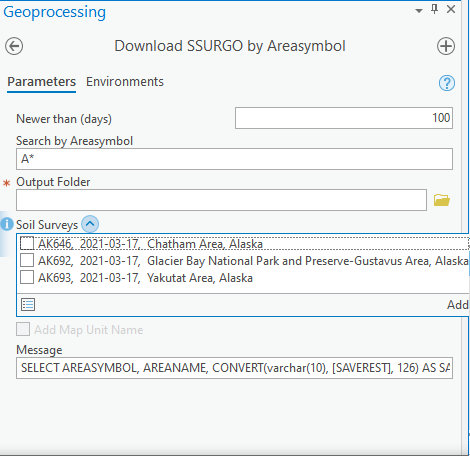 Geoprocessing
Download SSURGO by Areasymbol
Parameters Environments
Newer than (days) 100
Search by Areasymbol
A*
* Output Folder
Soil Surveys
AK646, 2021-03-17, Chatham Area, Alaska
AK692, 2021-03-17, Glacier Bay National Park and Preserve-Gustavus Area, Alaska
AK693, 2021-03-17, Yakutat Area, Alaska
Add
Add Map Unit Name
Message
SELECT AREASYMBOL, AREANAME, CONVERT(varchar(10), [SAVEREST], 126) AS SA